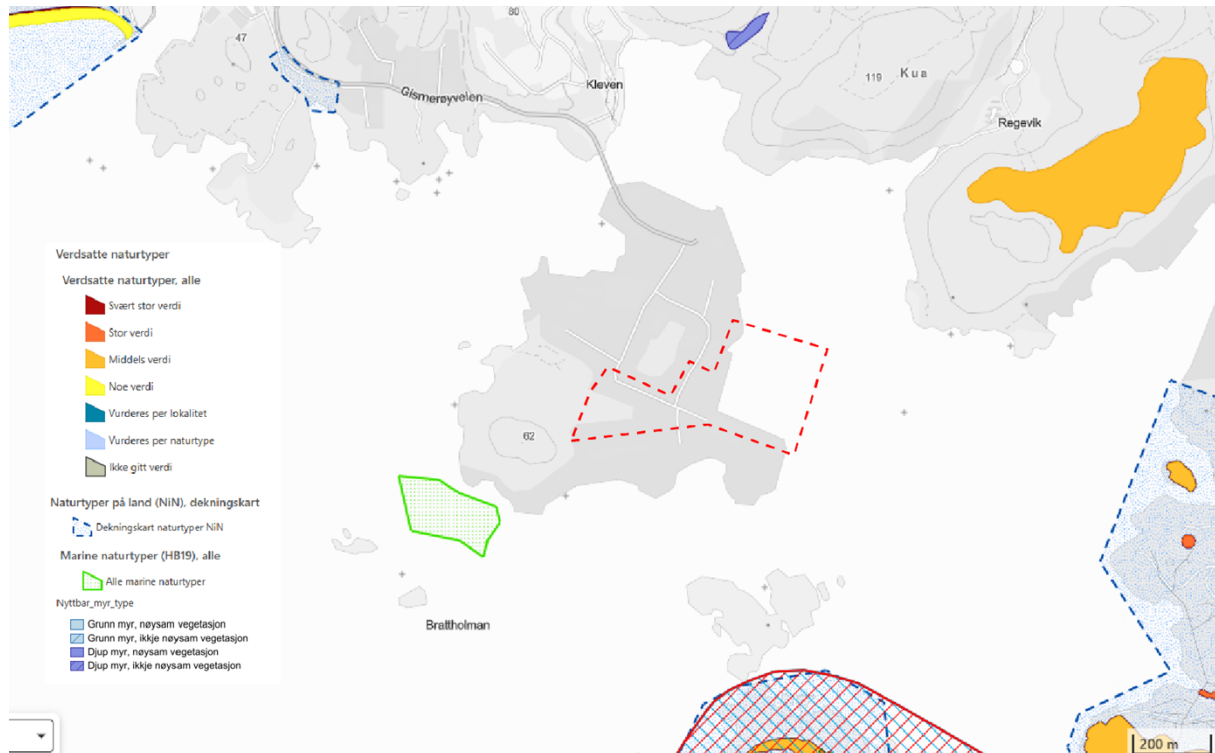 80
47
Kleven
Gismerøyveien
119
Kua
Regevik
Verdsatte naturtyper
Verdsatte naturtyper, alle
Svært stor verdi
Stor verdi
Middels verdi
Noe verdi
Vurderes per lokalitet
Vurderes per naturtype
Ikke gitt verdi
62
Naturtyper på land (NiN), dekningskart
Dekningskart naturtyper NiN
Marine naturtyper (HB19), alle
Alle marine naturtyper
Nyttbar_myr_type
Grunn myr, nøysam vegetasjon
Grunn myr, ikkje nøysam vegetasjon
Djup myr, nøysam vegetasjon
Djup myr, ikkje nøysam vegetasjon
Brattholman
200 m